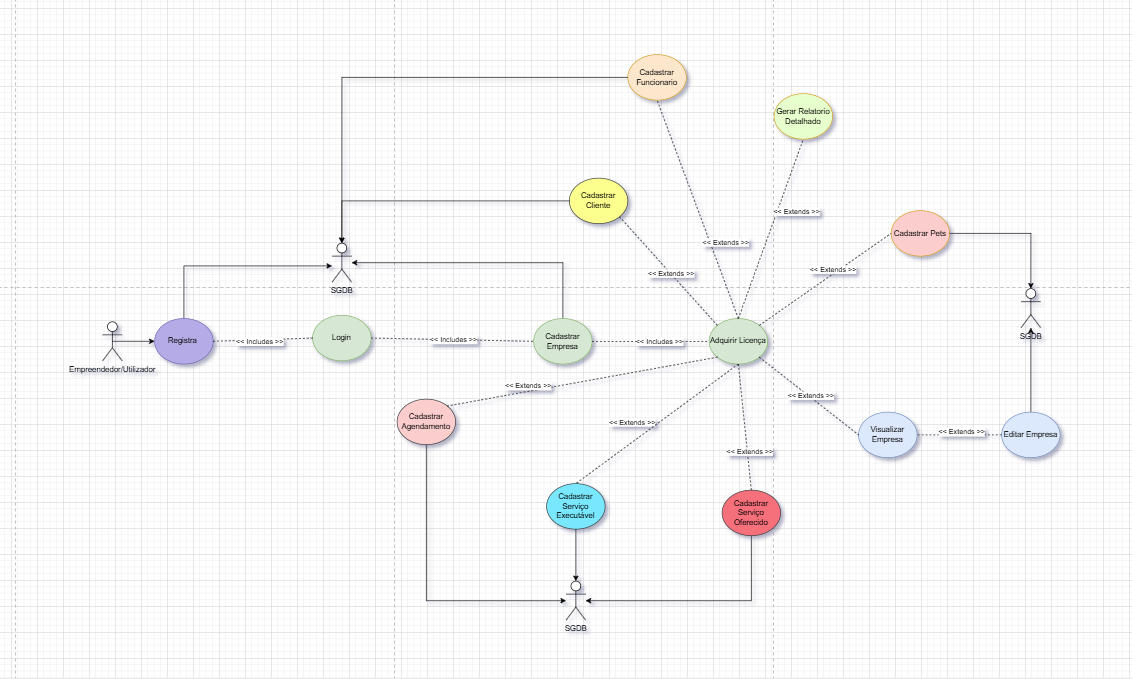 Cadastrar
Funcionario
Gerar Relatorio
Detalhado
Cadastrar
Cliente
<< Extends >>
Cadastrar Pets
<< Extends >>
<< Extends >>
<< Extends >>
SGDB
SGDB
Registra
<< Includes >>
Login
<< Includes >>
Cadastrar
Empresa
<< Includes >>
Adquirir Licença
Empreendedor/Utilizador
<< Extends >>
<< Extends >>
Cadastrar
Agendamento
<< Extends >>
Visualizar
Empresa
<< Extends >>
Editar Empresa
<< Extends >>
Cadastrar
Serviço
Executável
Cadastrar
Serviço
Oferecido
SGDB